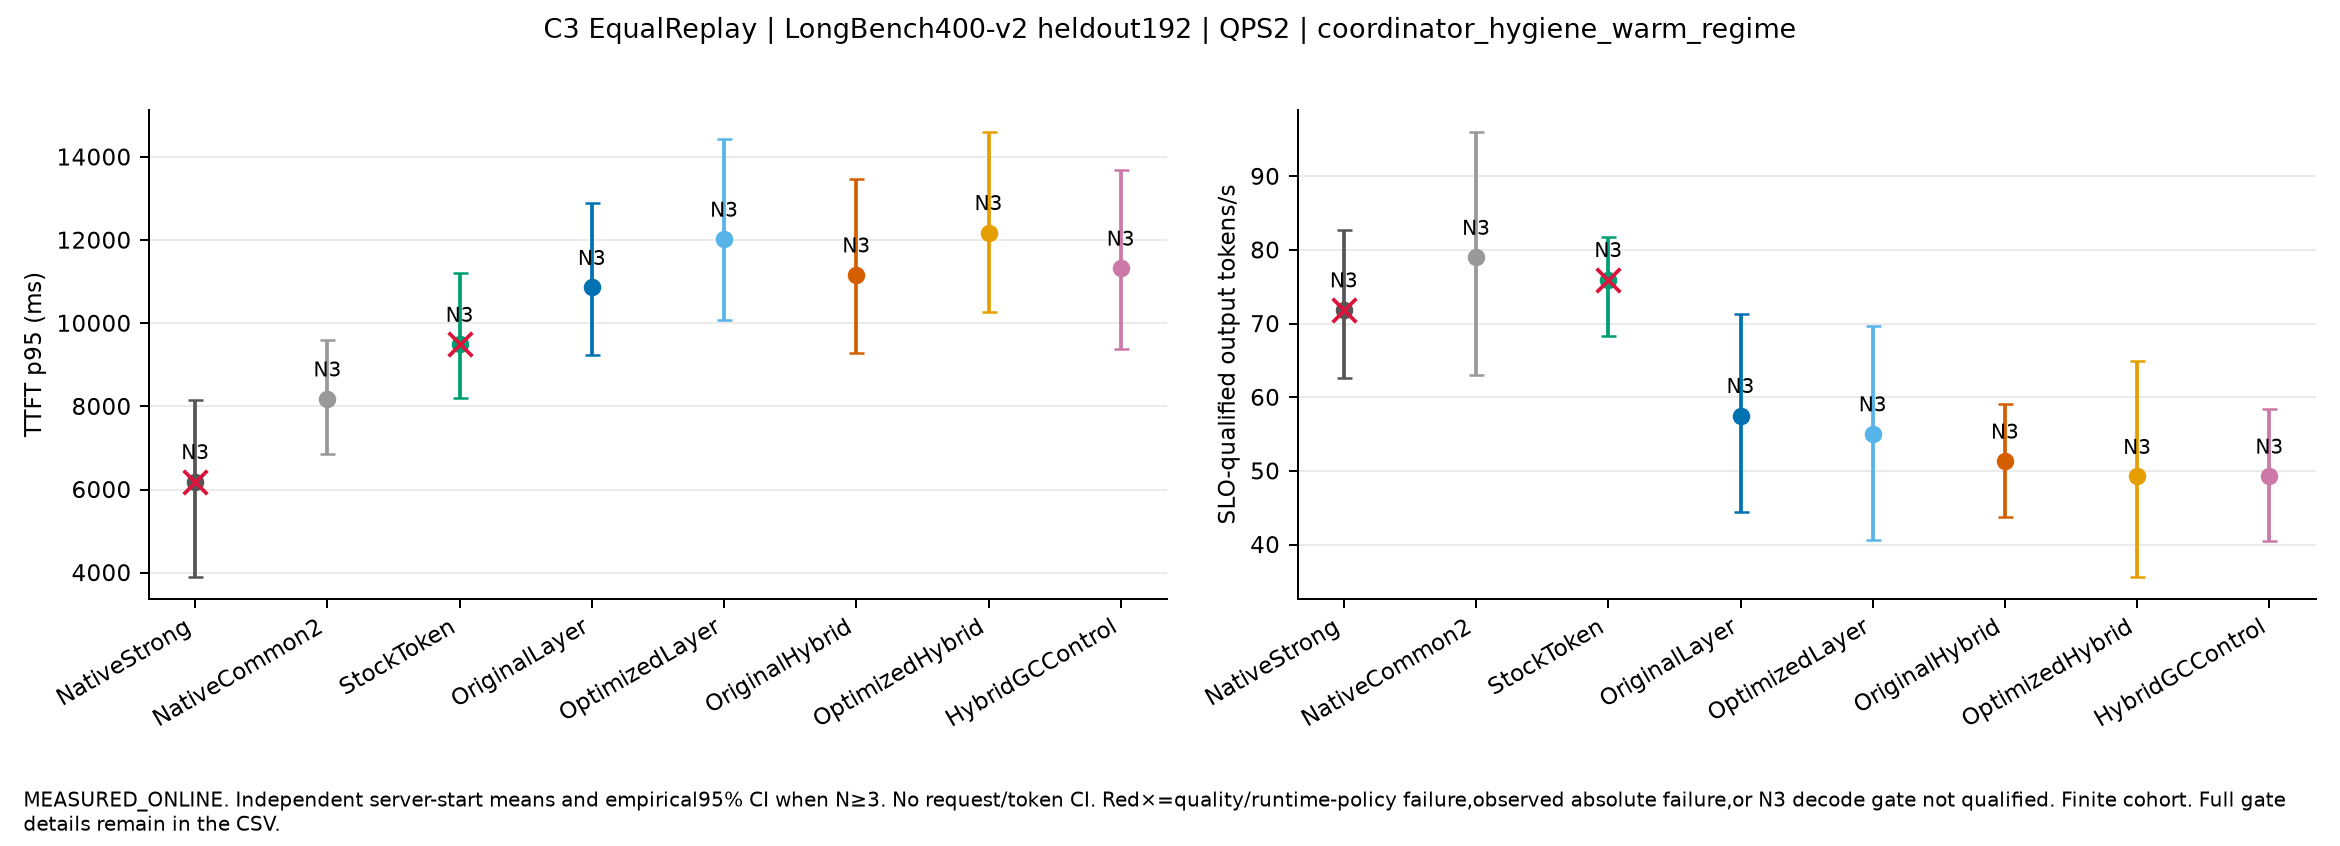 C3 EqualReplay | LongBench400-v2 heldout192 | QPS2 | coordinator_hygiene_warm_regime
TTFT p95 (ms)
14000
12000
10000
8000
6000
4000
N3
N3
N3
N3
N3
N3
N3
N3
NativeStrong
NativeCommon2
StockToken
OriginalLayer
OptimizedLayer
OriginalHybrid
OptimizedHybrid
HybridGCControl
SLO-qualified output tokens/s
90
80
70
60
50
40
N3
N3
N3
N3
N3
N3
N3
N3
NativeStrong
NativeCommon2
StockToken
OriginalLayer
OptimizedLayer
OriginalHybrid
OptimizedHybrid
HybridGCControl
MEASURED_ONLINE. Independent server-start means and empirical95% CI when N≥3. No request/token CI. Red×=quality/runtime-policy failure,observed absolute failure,or N3 decode gate not qualified. Finite cohort. Full gate
details remain in the CSV.